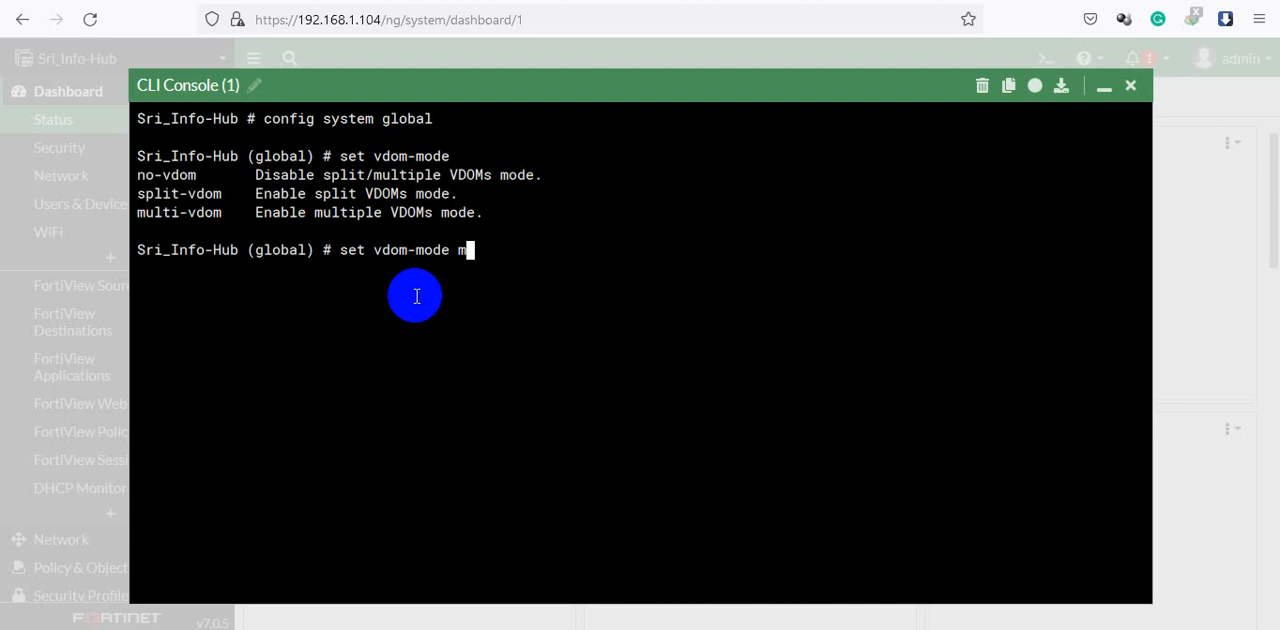 https://192.168.1.104/ng/system/dashboard/1
Sri_Info-Hub
1
admin
CLI Console (1)
Dashboard
Status
Security
Network
Users & Device
WiFi
FortiView Sour
FortiView
Destinations
FortiView
Applications
FortiView Web
FortiView Polic
FortiView Sessi
DHCP Monitor
Network
Policy & Object
Security Profile
FORTINET
v7.0.5
Sri_Info-Hub # config system global
Sri_Info-Hub (global) # set vdom-mode
no-vdom Disable split/multiple VDOMs mode.
split-vdom Enable split VDOMs mode.
multi-vdom Enable multiple VDOMs mode.
Sri_Info-Hub (global) # set vdom-mode m